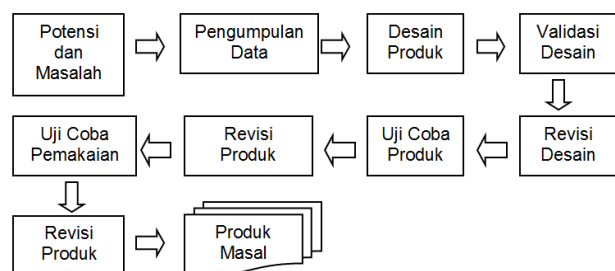 Potensi
dan
Masalah
Pengumpulan
Data
Desain
Produk
Validasi
Desain
Revisi
Desain
Uji Coba
Produk
Revisi
Produk
Uji Coba
Pemakaian
Revisi
Produk
Produk
Masal